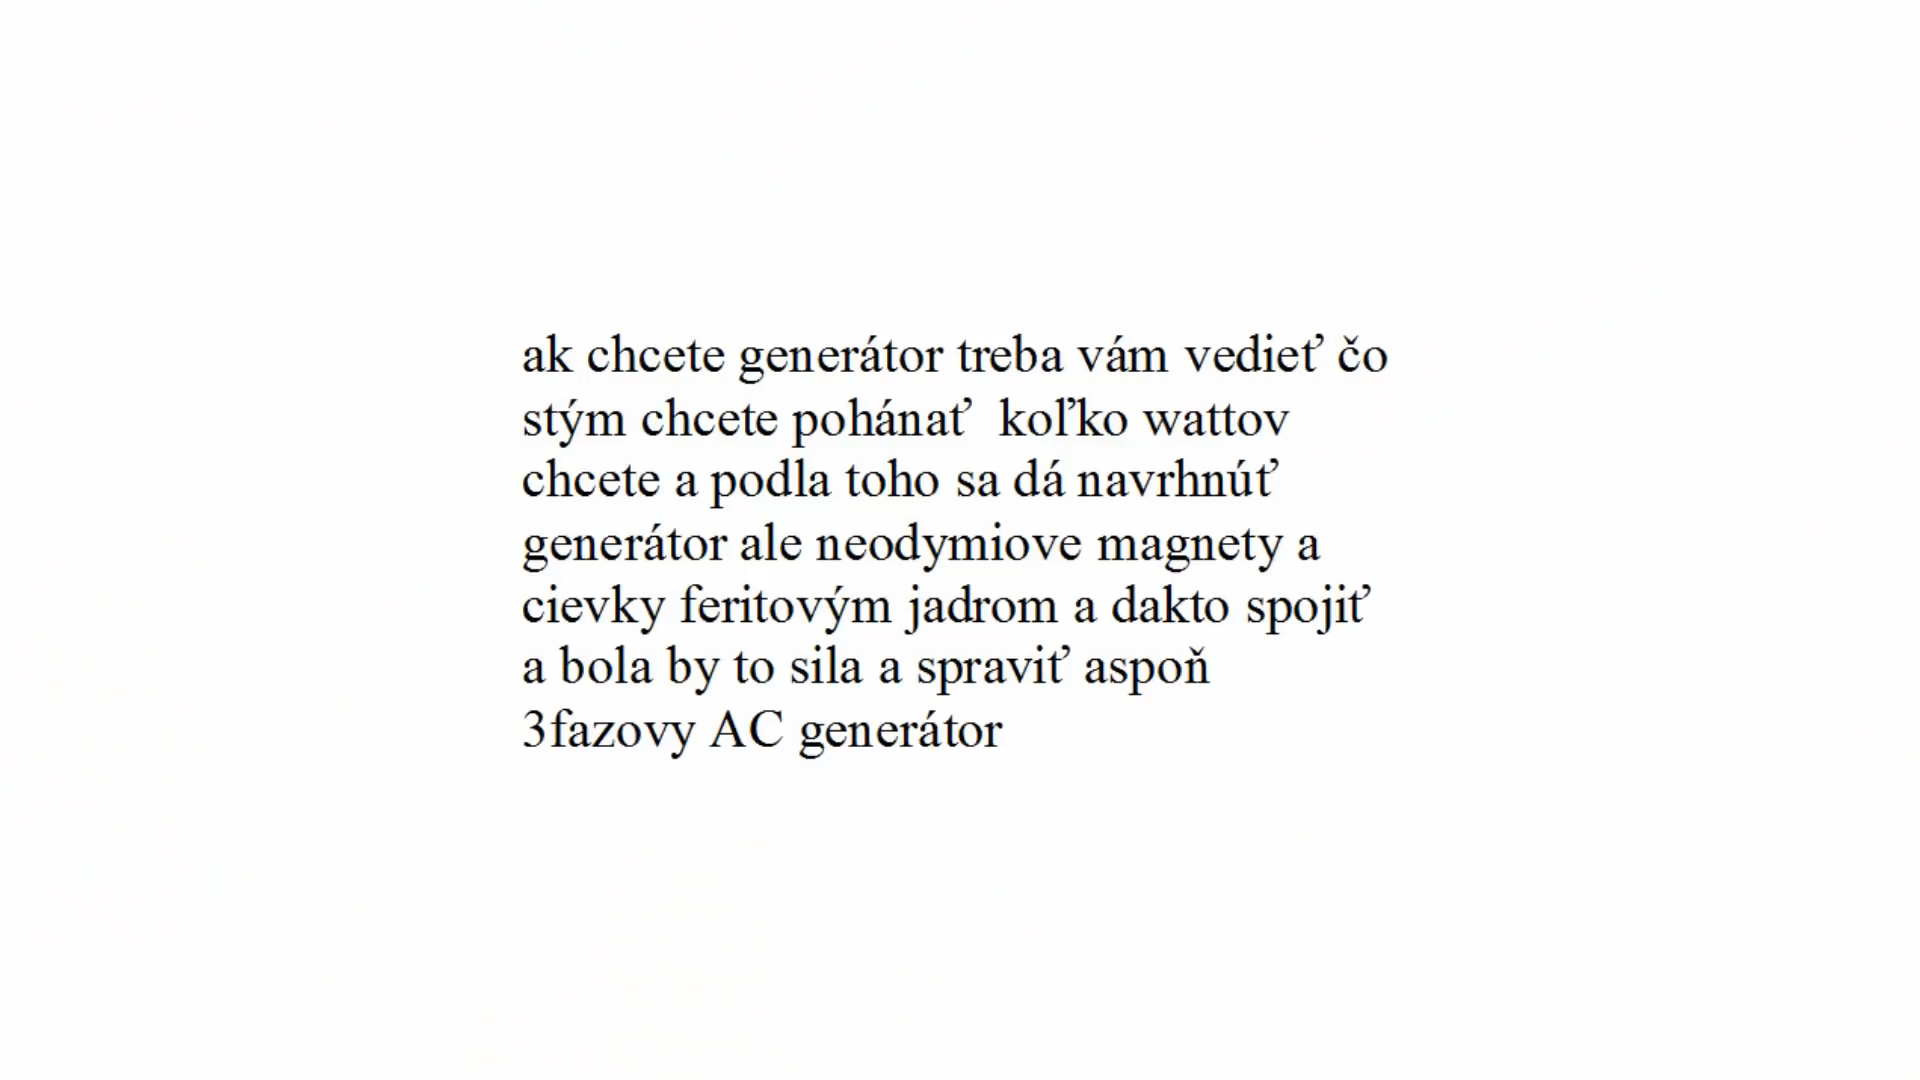 ak chcete generátor treba vám vedieť čo
stým chcete pohánať  koľko wattov
chcete a podla toho sa dá navrhnúť
generátor ale neodymiove magnety a
cievky feritovým jadrom a dakto spojiť
a bola by to sila a spraviť aspoň
3fazovy AC generátor